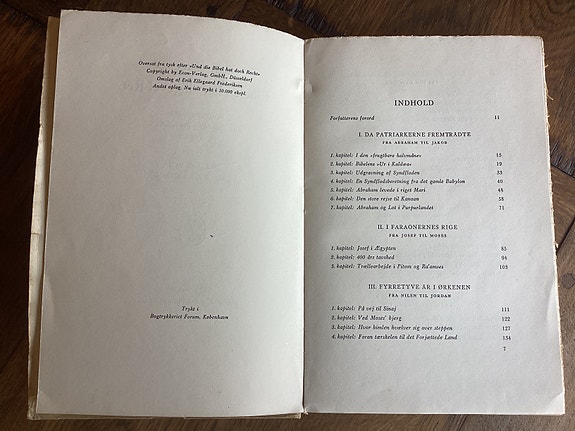 Oversat fra tysk efter »Und die Bibel hat doch Recht«
Copyright by Econ-Verlag, GmbH., Düsseldorf
Omslag af Erik Ellegaard Frederiksen
Andet oplag. Nu ialt trykt i 10.000 ekspl.
Trykt i
Bogtrykkeriet Forum, København
INDHOLD
Forfatterens forord 11
I. DA PATRIARKERNE FREMTRÅDTE
FRA ABRAHAM TIL JAKOB
1. kapitel: I den »frugtbare halvmåne« 15
2. kapitel: Bibelens »Ur i Kaldæa« 19
3. kapitel: Udgravning af Syndfloden 33
4. kapitel: En Syndflodsberetning fra det gamle Babylon 40
5. kapitel: Abraham levede i riget Mari 44
6. kapitel: Den store rejse til Kanaan 58
7. kapitel: Abraham og Lot i Purpurlandet 71
II. I FARAONERNES RIGE
FRA JOSEF TIL MOSES
1. kapitel: Josef i Ægypten 85
2. kapitel: 400 års tavshed 94
3. kapitel: Trællearbejde i Pitom og Ra'amses 103
III. FYRRETYVE ÅR I ØRKENEN
FRA NILEN TIL JORDAN
1. kapitel: På vej til Sinaj 111
2. kapitel: Ved Moses' bjerg 122
3. kapitel: Hvor himlen hvælver sig over steppen 127
4. kapitel: Foran tærskelen til det Forjættede Land 134
7